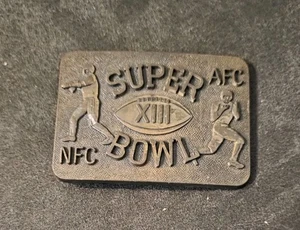 SUPER AFC
XIII
NFC BOWL